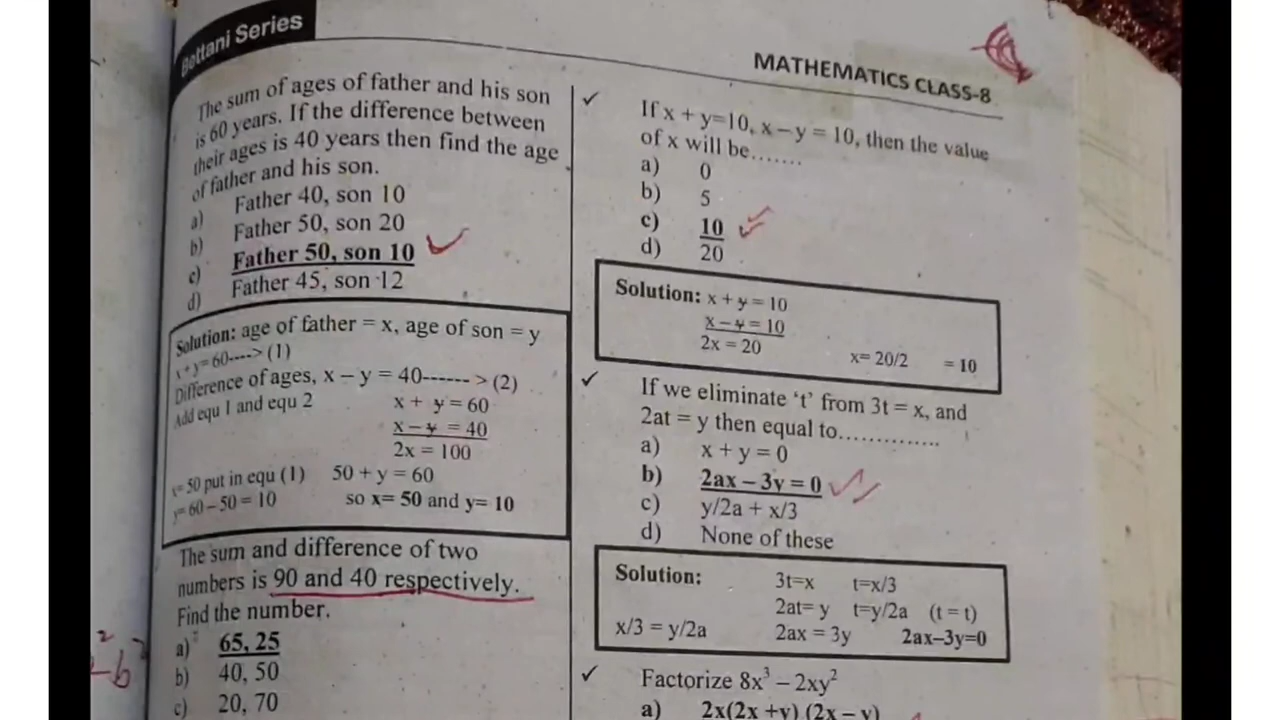 Bettani Series
MATHEMATICS CLASS-8
The sum of ages of father and his son
is 60 years. If the difference between
their ages is 40 years then find the age
of father and his son.
a) Father 40, son 10
b) Father 50, son 20
c) Father 50, son 10
d) Father 45, son 12
Solution: age of father = x, age of son = y
x+y=60----> (1)
Difference of ages, x – y = 40------ > (2)
Add equ 1 and equ 2 x + y = 60
x – y = 40
2x = 100
x=50 put in equ (1) 50 + y = 60
y= 60 – 50 = 10 so x= 50 and y= 10
The sum and difference of two
numbers is 90 and 40 respectively.
Find the number.
a) 65, 25
b) 40, 50
c) 20, 70
✓ If x + y=10, x – y = 10, then the value
of x will be.......
a) 0
b) 5
c) 10
d) 20
Solution: x + y = 10
x – y = 10
2x = 20 x= 20/2 = 10
✓ If we eliminate ‘t’ from 3t = x, and
2at = y then equal to..............
a) x + y = 0
b) 2ax – 3y = 0
c) y/2a + x/3
d) None of these
Solution: 3t=x t=x/3
2at= y t=y/2a (t = t)
x/3 = y/2a 2ax = 3y 2ax–3y=0
✓ Factorize 8x³ – 2xy²
a) 2x(2x +y) (2x – y)